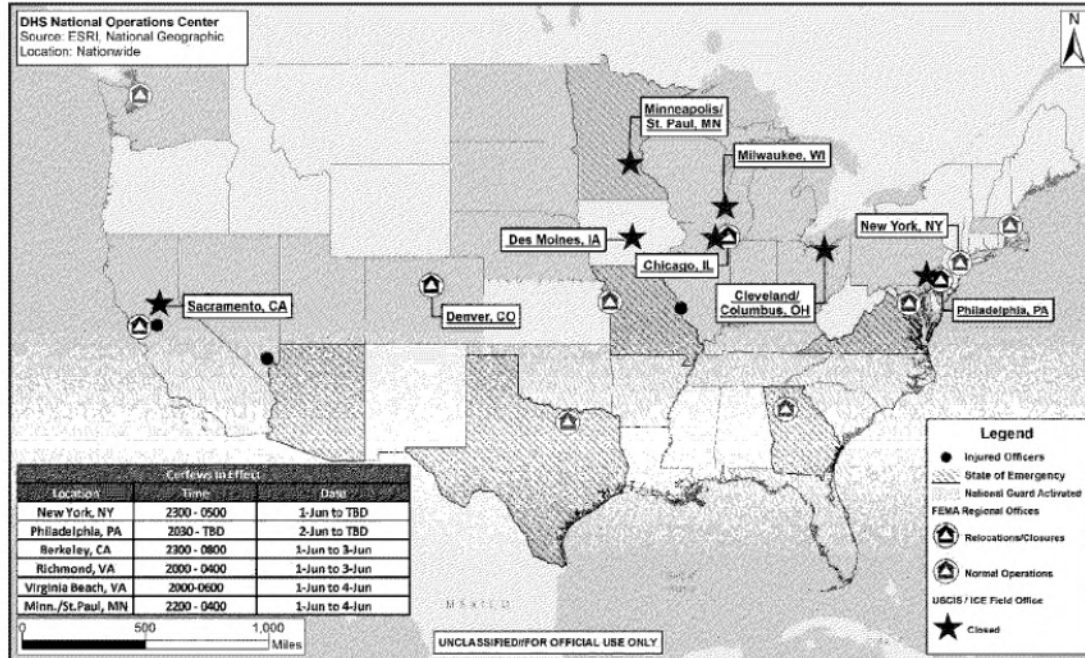 DHS National Operations Center
Source: ESRI, National Geographic
Location: Nationwide
N
Minneapolis/
St. Paul, MN
Milwaukee, WI
New York, NY
Des Moines, IA
Chicago, IL
Sacramento, CA
Denver, CO
Cleveland/
Columbus, OH
Philadelphia, PA
Curfews in Effect
Location Time Date
New York, NY 2300 - 0500 1-Jun to TBD
Philadelphia, PA 2030 - TBD 2-Jun to TBD
Berkeley, CA 2300 - 0800 1-Jun to 3-Jun
Richmond, VA 2000 - 0400 1-Jun to 3-Jun
Virginia Beach, VA 2000-0600 1-Jun to 4-Jun
Minn./St.Paul, MN 2200 - 0400 1-Jun to 4-Jun
Legend
Injured Officers
State of Emergency
National Guard Activated
FEMA Regional Offices
Relocations/Closures
Normal Operations
USCIS / ICE Field Office
Closed
0 500 1,000
Miles
UNCLASSIFIED//FOR OFFICIAL USE ONLY